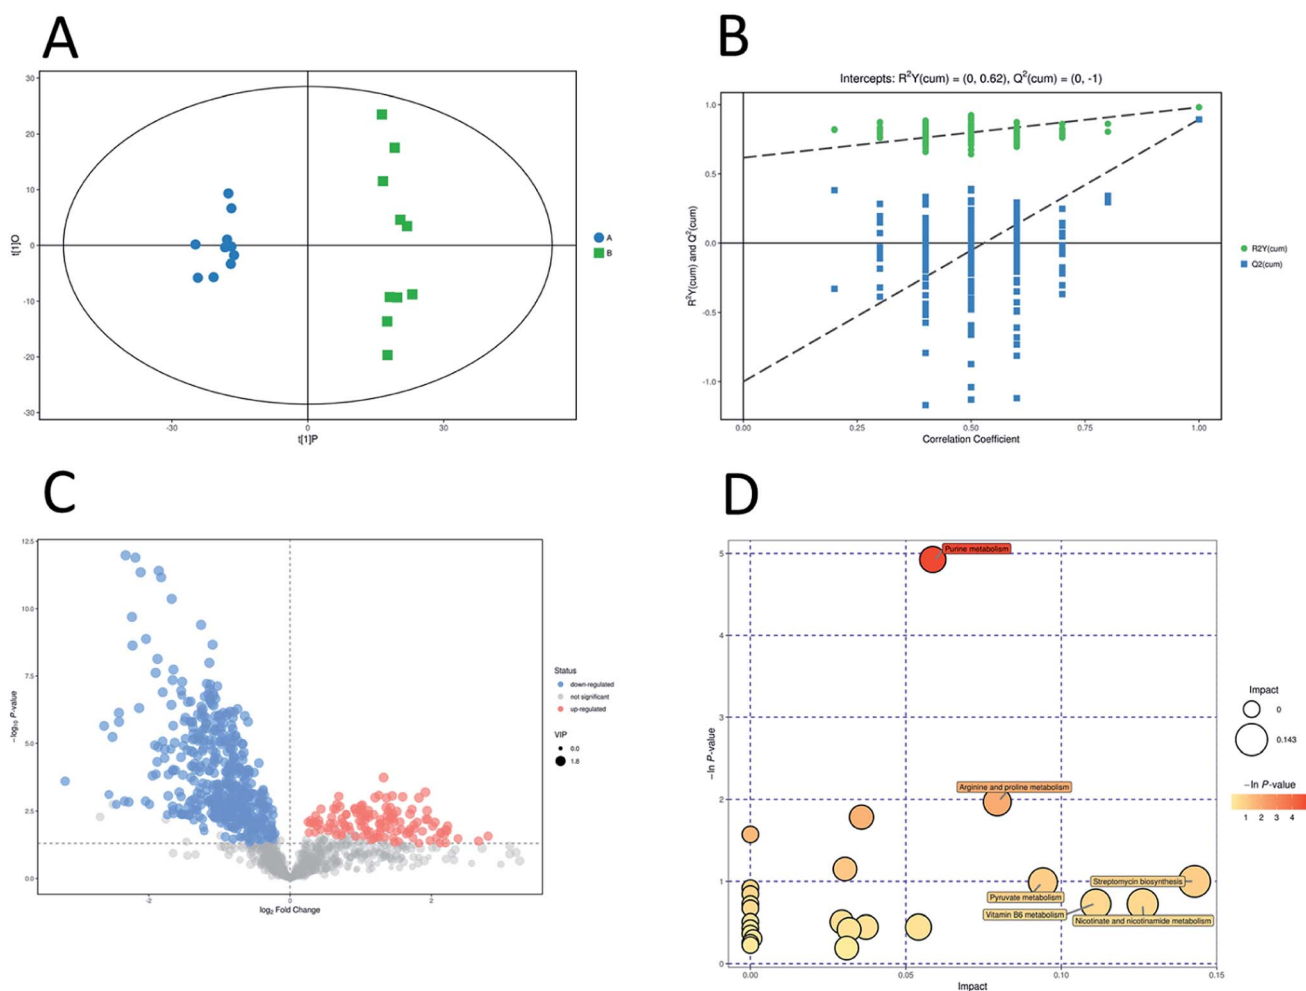 A
30
20
10
0
-10
-20
-30
t[1]O
-30
0
30
t[1]P
A
B
B
Intercepts: R²Y(cum) = (0, 0.62), Q²(cum) = (0, -1)
1.0
0.5
0.0
-0.5
-1.0
R²Y(cum) and Q²(cum)
0.00
0.25
0.50
0.75
1.00
Correlation Coefficient
R2Y(cum)
Q2(cum)
C
12.5
10.0
7.5
5.0
2.5
0.0
−log₁₀ P-value
-2
0
2
log₂ Fold Change
Status
down-regulated
not significant
up-regulated
VIP
0.0
1.8
D
5
4
3
2
1
0
−ln P-value
Purine metabolism
Arginine and proline metabolism
Streptomycin biosynthesis
Pyruvate metabolism
Vitamin B6 metabolism
Nicotinate and nicotinamide metabolism
0.00
0.05
0.10
0.15
Impact
Impact
0
0.143
−ln P-value
1 2 3 4